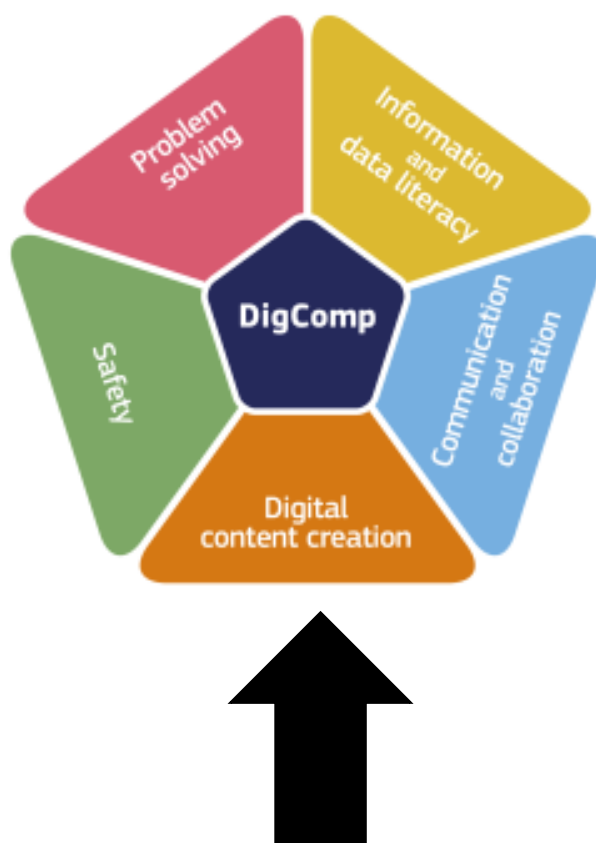 Problem
solving
Information
and
data literacy
DigComp
Safety
Communication
and
collaboration
Digital
content creation